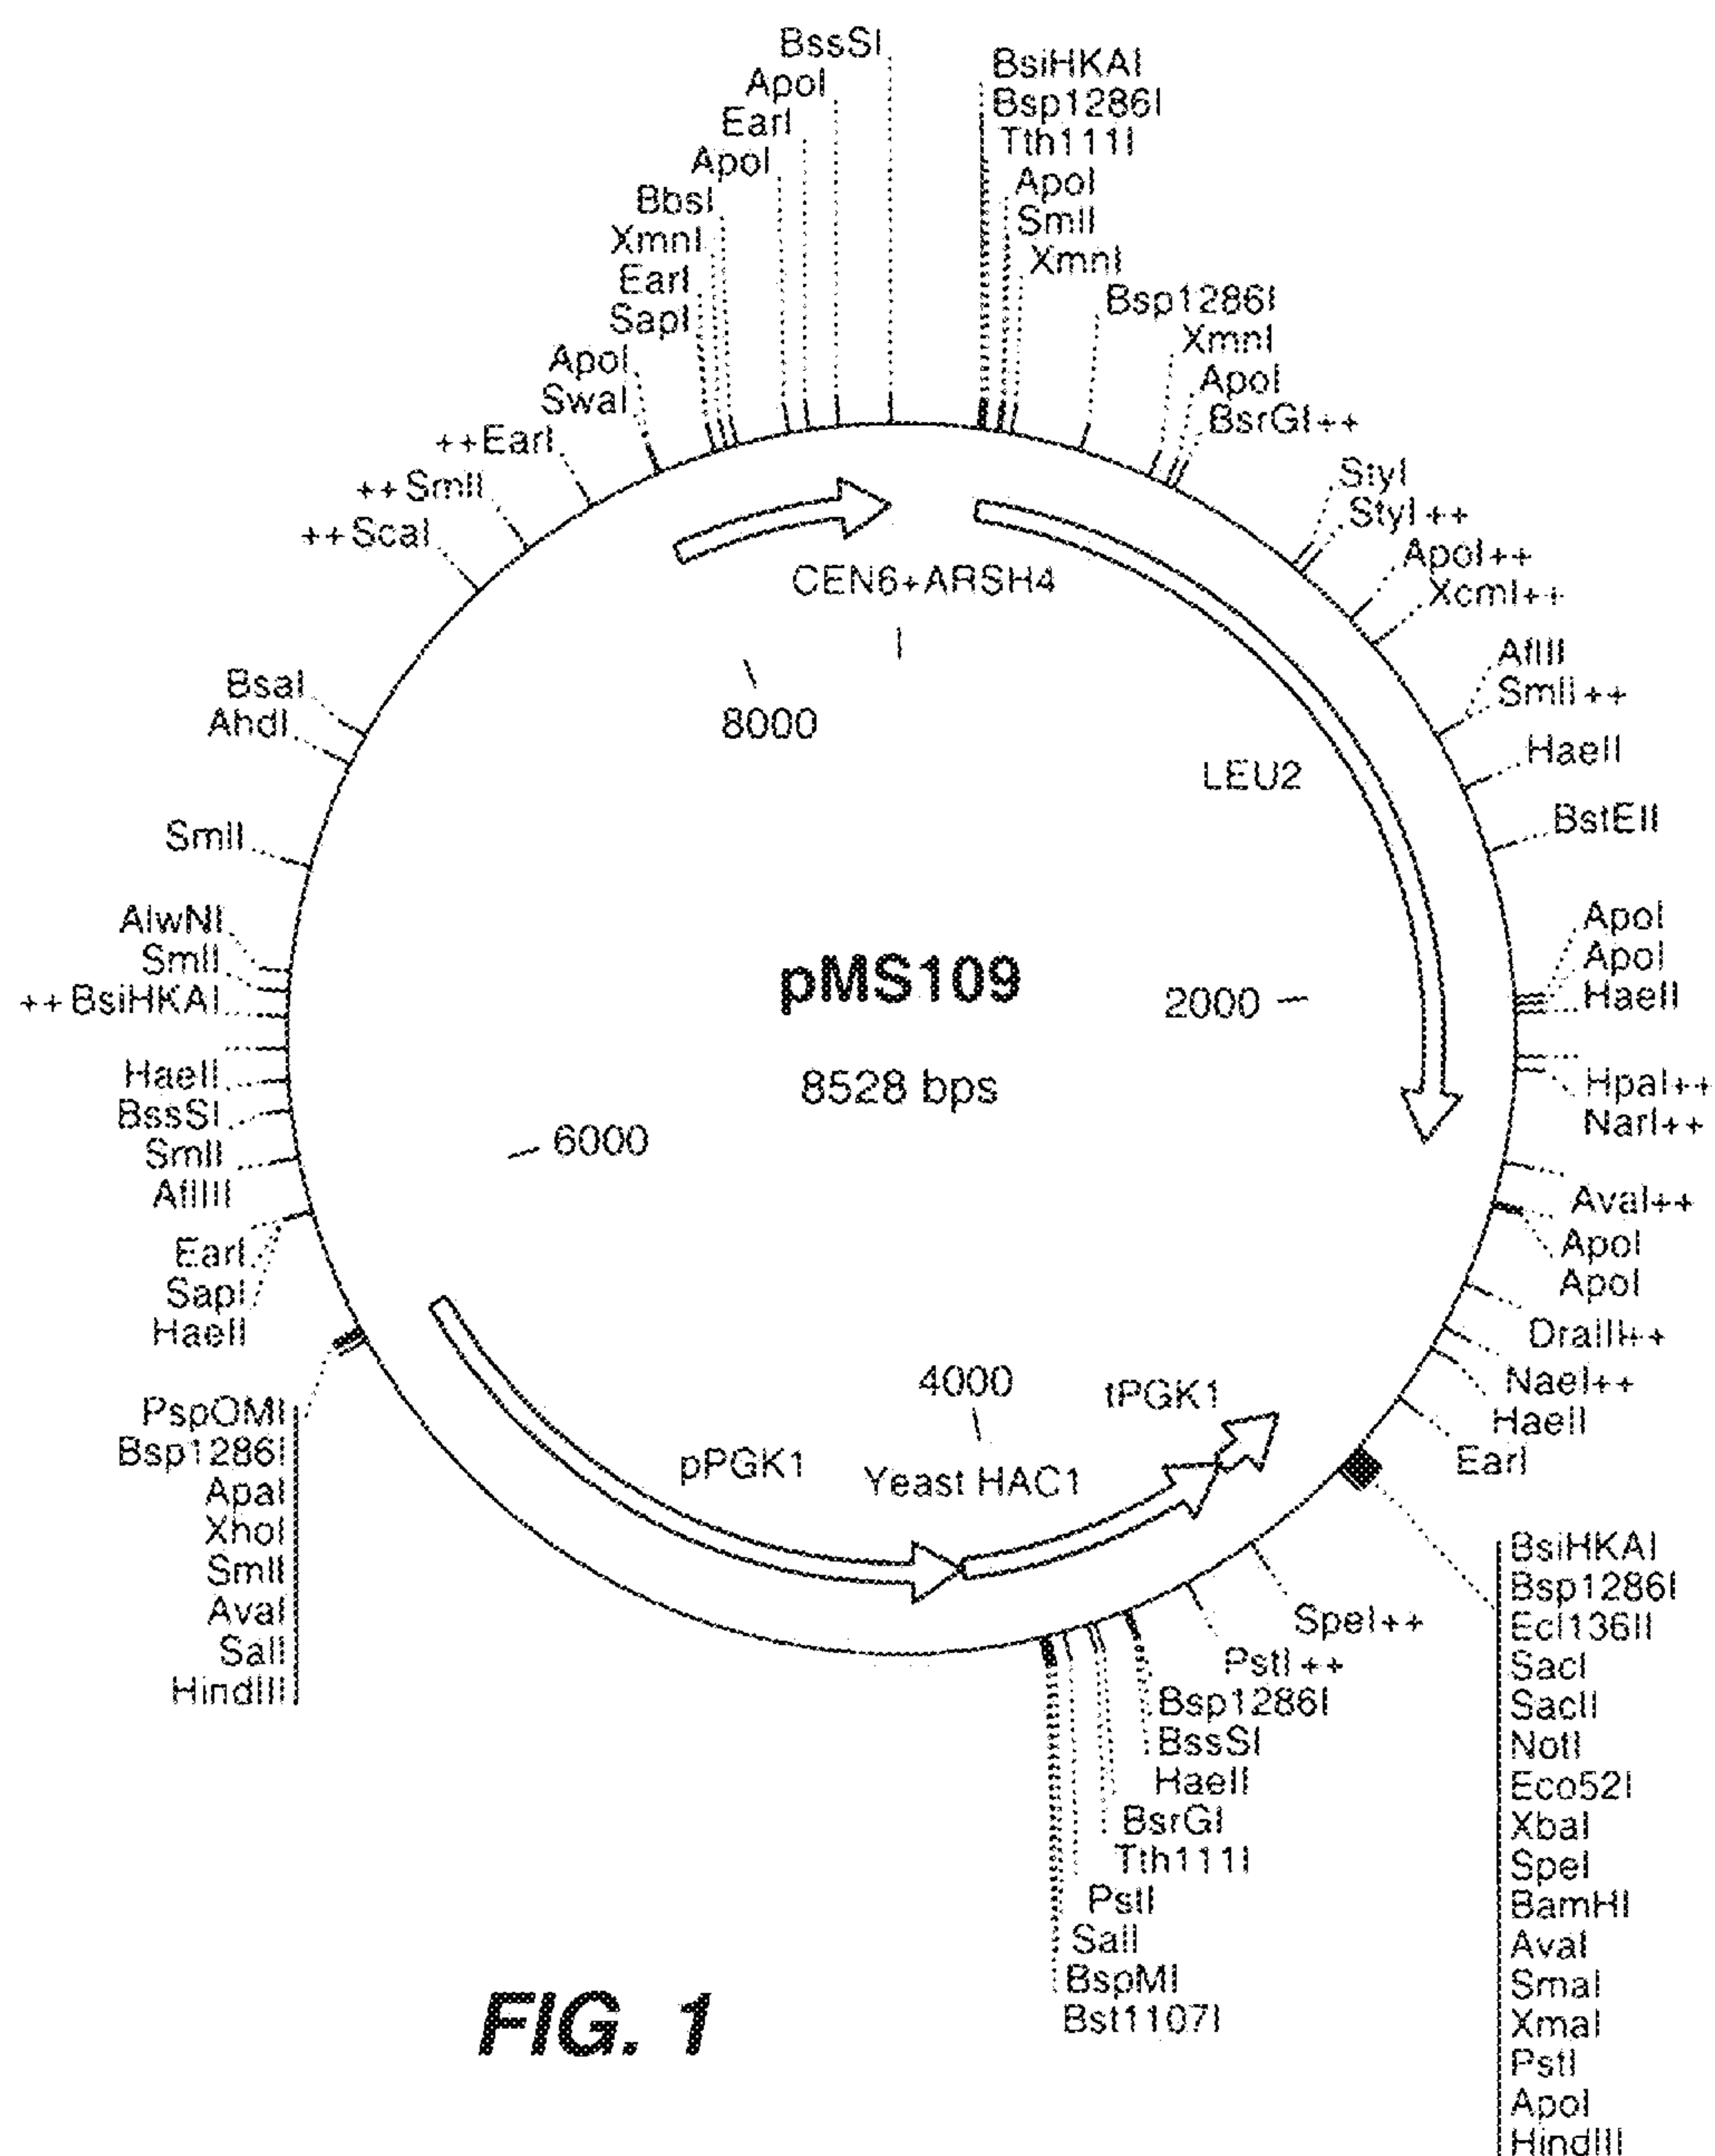 BssSI
ApoI
EarI
ApoI
BbsI
XmnI
EarI
SapI
ApoI
SwaI
++EarI
++SmlI
++ScaI
BsaI
AhdI
SmlI
AlwNI
SmlI
++BsiHKAI
HaeII
BssSI
SmlI
AflIII
EarI
SapI
HaeII
PspOMI
Bsp1286I
ApaI
XhoI
SmlI
AvaI
SalI
HindIII
BsiHKAI
Bsp1286I
Tth111I
ApoI
SmlI
XmnI
Bsp1286I
XmnI
ApoI
BsrGI++
StyI
StyI++
ApoI++
XcmI++
AflII
SmlI++
HaeII
BstEII
ApoI
ApoI
HaeII
HpaI++
NarI++
AvaI++
ApoI
ApoI
DraIII++
NaeI++
HaeII
EarI
BsiHKAI
Bsp1286I
Ecl136II
SacI
SacII
NotI
Eco52I
XbaI
SpeI
BamHI
AvaI
SmaI
XmaI
PstI
ApoI
HindIII
SpeI++
PstI++
Bsp1286I
BssSI
HaeII
BsrGI
Tth111I
PstI
SalI
BspMI
Bst1107I
CEN6+ARSH4
8000
LEU2
pMS109
8528 bps
2000
6000
4000
tPGK1
pPGK1
Yeast HAC1
FIG. 1